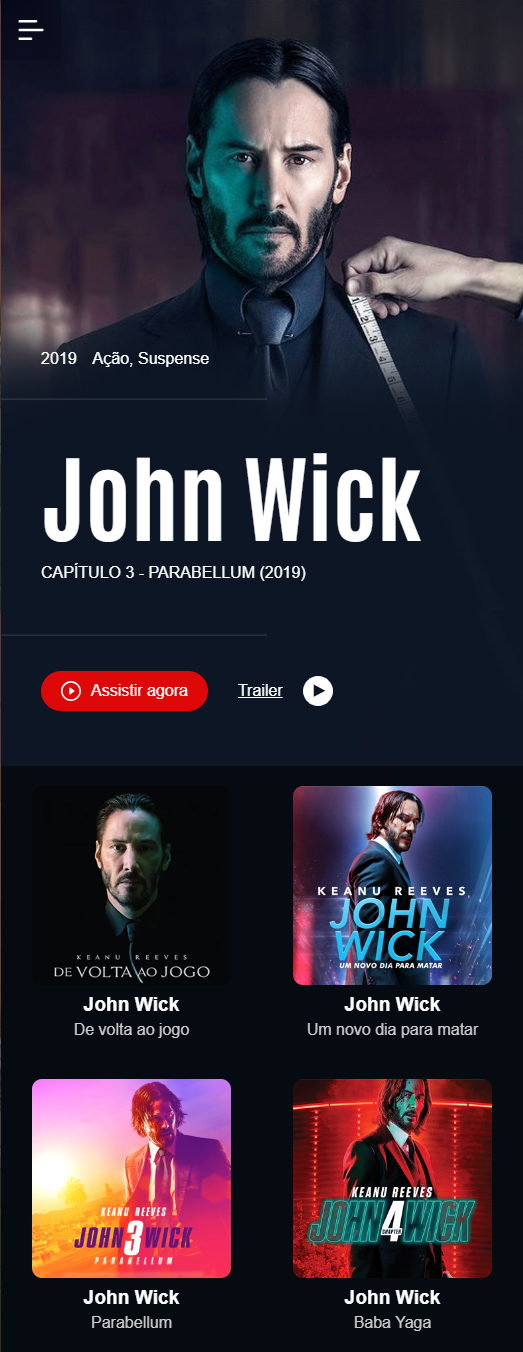 2019 Ação, Suspense
John Wick
CAPÍTULO 3 - PARABELLUM (2019)
Assistir agora Trailer
KEANU REEVES
DE VOLTA AO JOGO
John Wick
De volta ao jogo
KEANU REEVES
JOHN
WICK
UM NOVO DIA PARA MATAR
John Wick
Um novo dia para matar
KEANU REEVES
JOHN 3 WICK
PARABELLUM
John Wick
Parabellum
KEANU REEVES
JOHN 4 WICK
CHAPTER
John Wick
Baba Yaga